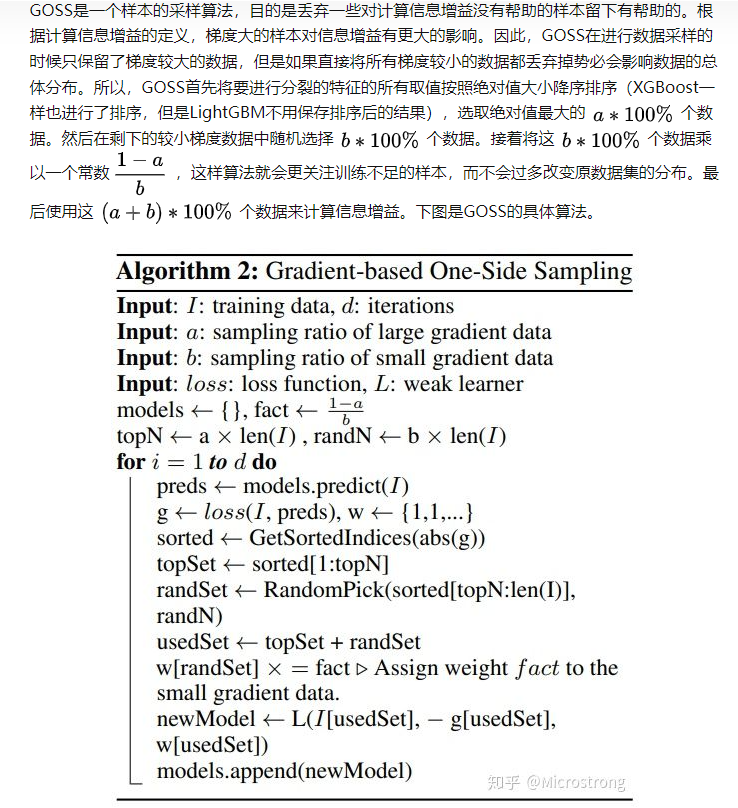 GOSS是一个样本的采样算法，目的是丢弃一些对计算信息增益没有帮助的样本留下有帮助的。根
据计算信息增益的定义，梯度大的样本对信息增益有更大的影响。因此，GOSS在进行数据采样的
时候只保留了梯度较大的数据，但是如果直接将所有梯度较小的数据都丢弃掉势必会影响数据的总
体分布。所以，GOSS首先将要进行分裂的特征的所有取值按照绝对值大小降序排序（XGBoost一
样也进行了排序，但是LightGBM不用保存排序后的结果），选取绝对值最大的 a * 100% 个数
据。然后在剩下的较小梯度数据中随机选择 b * 100% 个数据。接着将这 b * 100% 个数据乘
以一个常数 (1 − a)/b ，这样算法就会更关注训练不足的样本，而不会过多改变原数据集的分布。最
后使用这 (a + b) * 100% 个数据来计算信息增益。下图是GOSS的具体算法。
Algorithm 2: Gradient-based One-Side Sampling
Input: I: training data, d: iterations
Input: a: sampling ratio of large gradient data
Input: b: sampling ratio of small gradient data
Input: loss: loss function, L: weak learner
models ← {}, fact ← (1−a)/b
topN ← a × len(I) , randN ← b × len(I)
for i = 1 to d do
preds ← models.predict(I)
g ← loss(I, preds), w ← {1,1,...}
sorted ← GetSortedIndices(abs(g))
topSet ← sorted[1:topN]
randSet ← RandomPick(sorted[topN:len(I)],
randN)
usedSet ← topSet + randSet
w[randSet] × = fact ▷ Assign weight fact to the
small gradient data.
newModel ← L(I[usedSet], − g[usedSet],
w[usedSet])
models.append(newModel)
知乎 @Microstrong